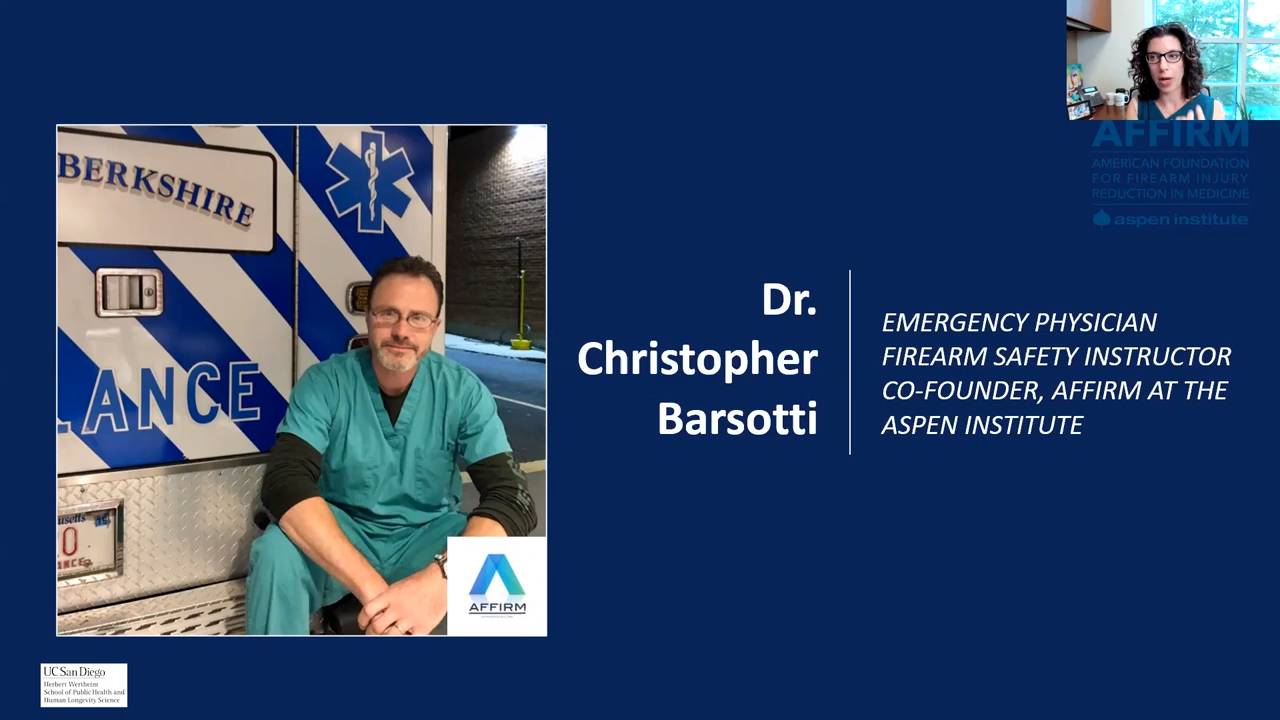 BERKSHIRE
LANCE
AFFIRM
AFFIRM
AMERICAN FOUNDATION
FOR FIREARM INJURY
REDUCTION IN MEDICINE
aspen institute
Dr.
Christopher
Barsotti
EMERGENCY PHYSICIAN
FIREARM SAFETY INSTRUCTOR
CO-FOUNDER, AFFIRM AT THE
ASPEN INSTITUTE
UC San Diego
Herbert Wertheim
School of Public Health and
Human Longevity Science